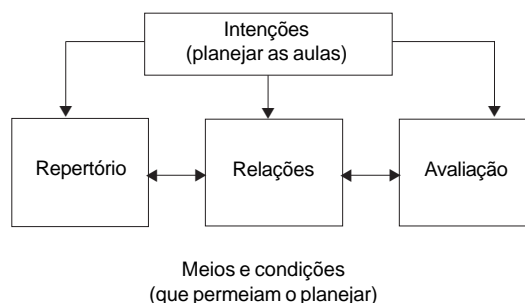 Intenções
(planejar as aulas)
Repertório
Relações
Avaliação
Meios e condições
(que permeiam o planejar)